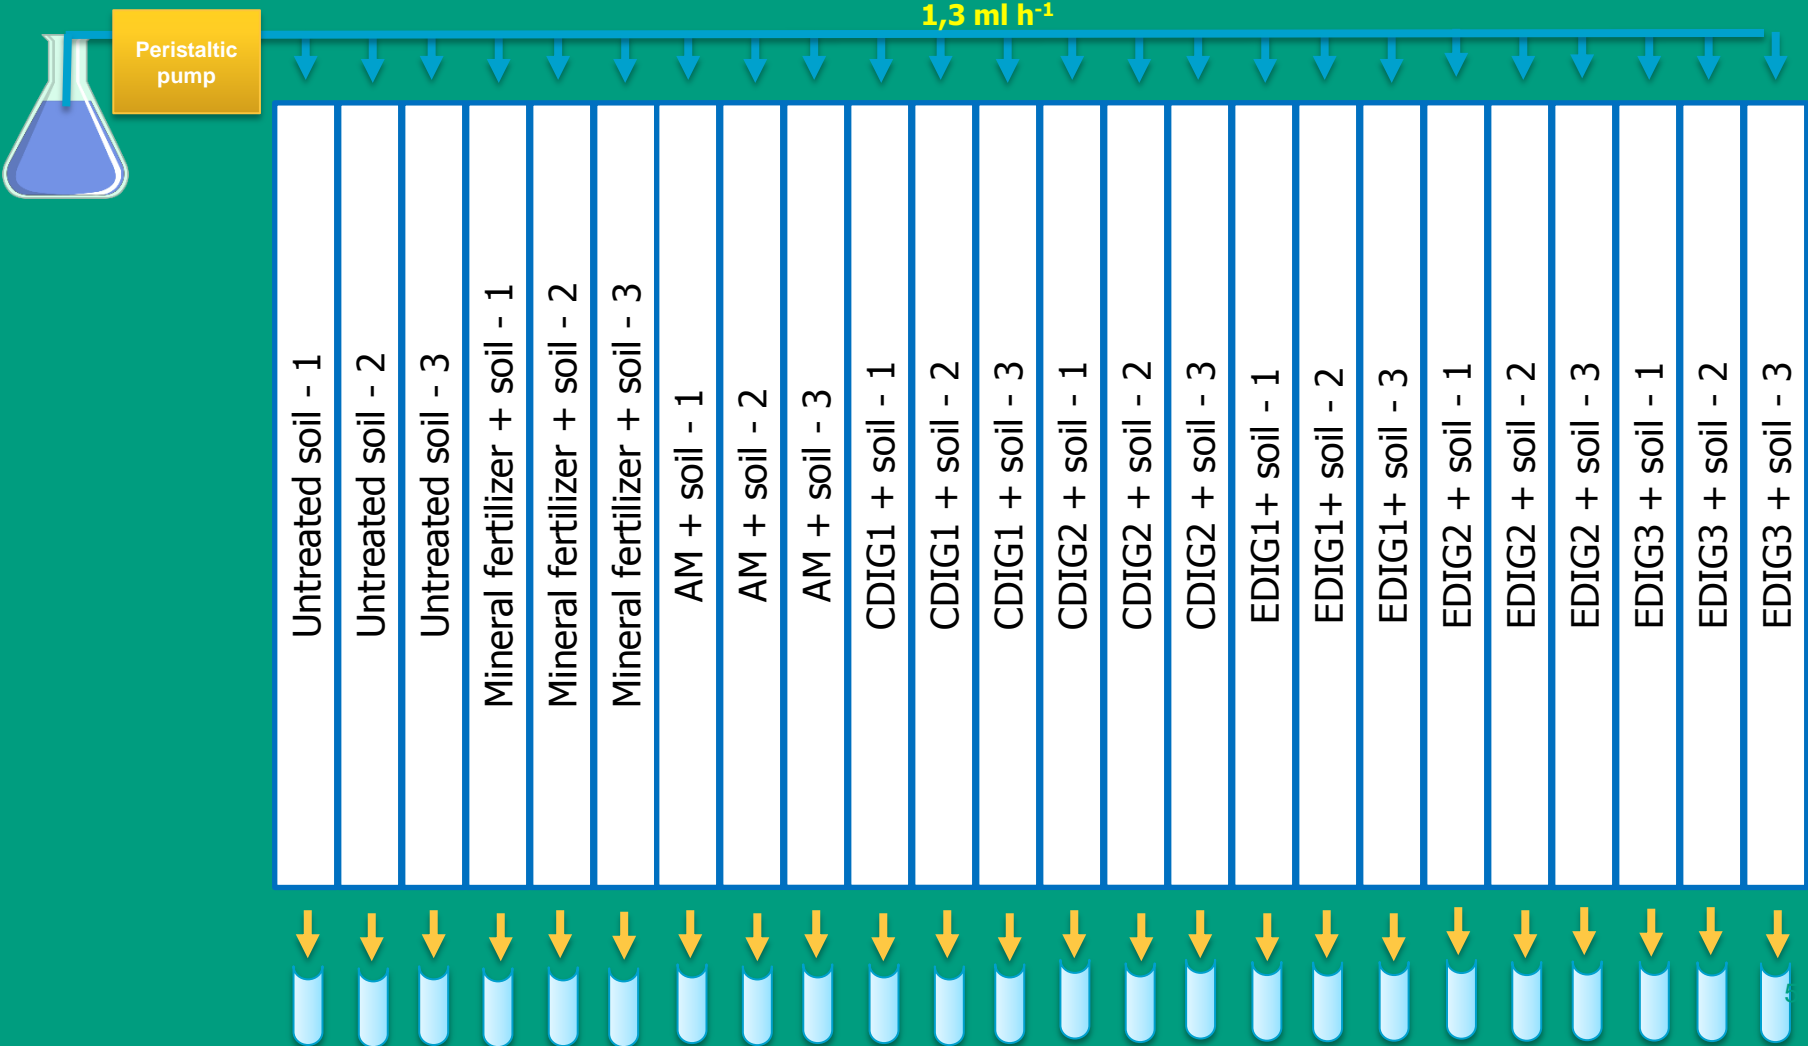 1,3 ml h-1
Peristaltic
pump
Untreated soil - 1
Untreated soil - 2
Untreated soil - 3
Mineral fertilizer + soil - 1
Mineral fertilizer + soil - 2
Mineral fertilizer + soil - 3
AM + soil - 1
AM + soil - 2
AM + soil - 3
CDIG1 + soil - 1
CDIG1 + soil - 2
CDIG1 + soil - 3
CDIG2 + soil - 1
CDIG2 + soil - 2
CDIG2 + soil - 3
EDIG1+ soil - 1
EDIG1+ soil - 2
EDIG1+ soil - 3
EDIG2 + soil - 1
EDIG2 + soil - 2
EDIG2 + soil - 3
EDIG3 + soil - 1
EDIG3 + soil - 2
EDIG3 + soil - 3